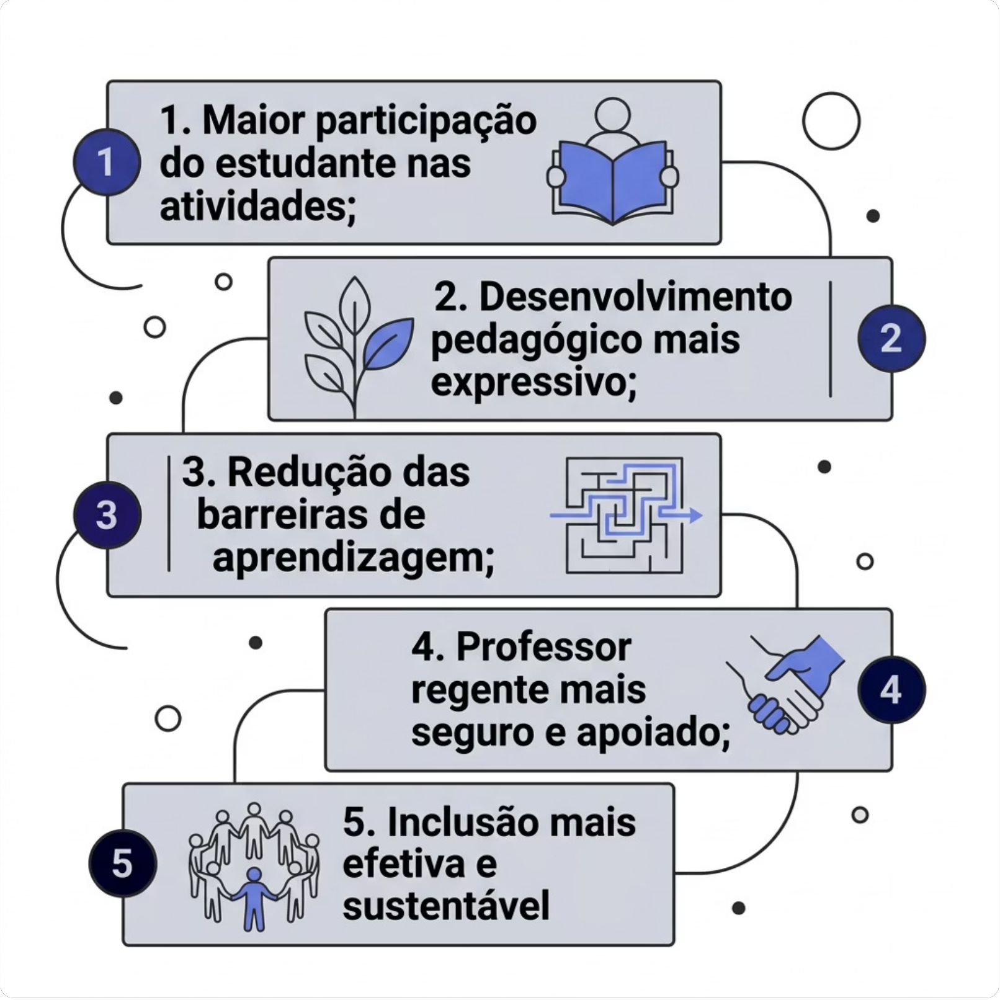 1
1. Maior participação
do estudante nas
atividades;
2. Desenvolvimento
pedagógico mais
expressivo;
2
3
3. Redução das
barreiras de
aprendizagem;
4. Professor
regente mais
seguro e apoiado;
4
5
5. Inclusão mais
efetiva e
sustentável